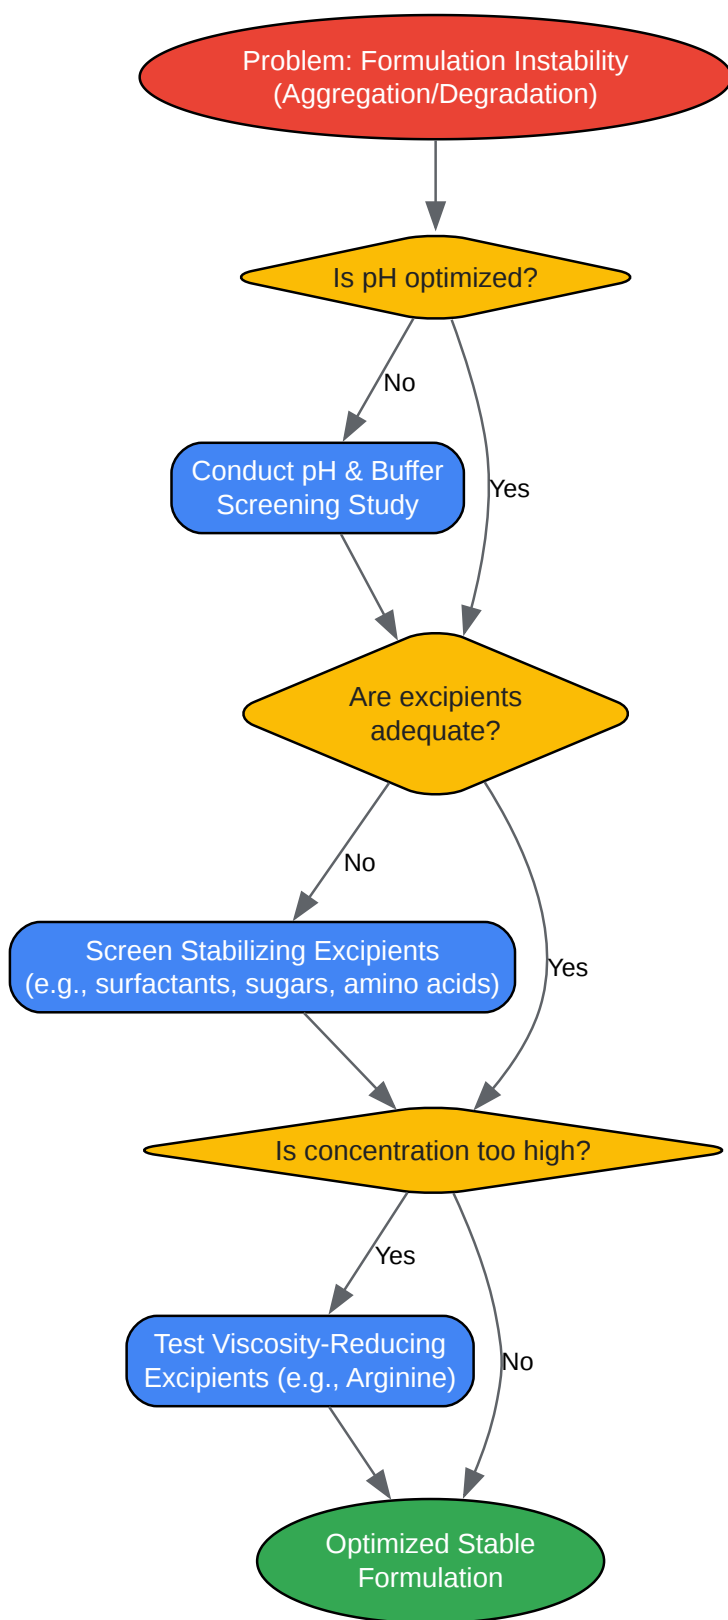 Problem: Formulation Instability
(Aggregation/Degradation)
Is pH optimized?
No
Conduct pH & Buffer
Screening Study
Yes
Are excipients
adequate?
No
Screen Stabilizing Excipients
(e.g., surfactants, sugars, amino acids)
Yes
Is concentration too high?
Yes
Test Viscosity-Reducing
Excipients (e.g., Arginine)
No
Optimized Stable
Formulation